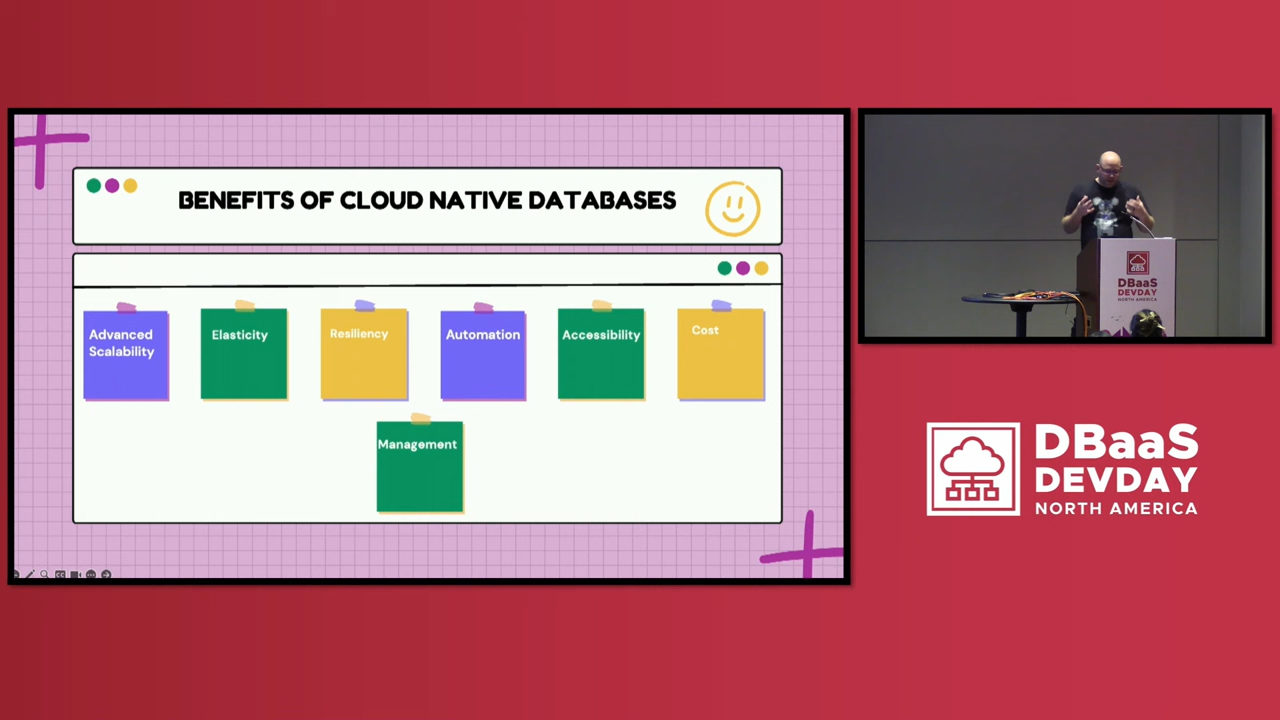 BENEFITS OF CLOUD NATIVE DATABASES
Advanced
Scalability
Elasticity
Resiliency
Automation
Accessibility
Cost
Management
DBaaS
DEVDAY
NORTH AMERICA
DBaaS
DEVDAY
NORTH AMERICA